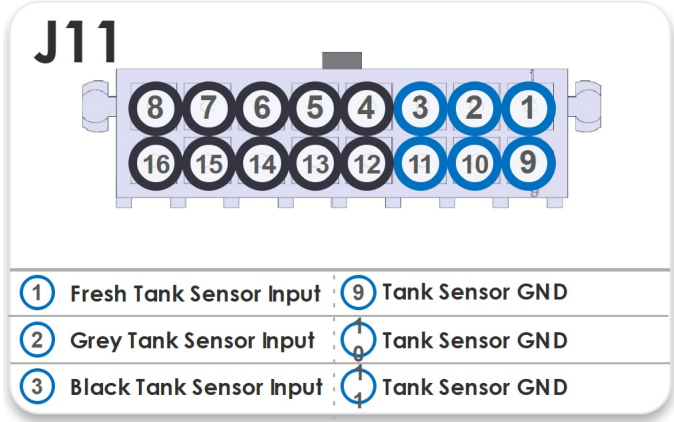 J11
8 7 6 5 4 3 2 1
16 15 14 13 12 11 10 9
1 Fresh Tank Sensor Input 9 Tank Sensor GND
2 Grey Tank Sensor Input 10 Tank Sensor GND
3 Black Tank Sensor Input 11 Tank Sensor GND